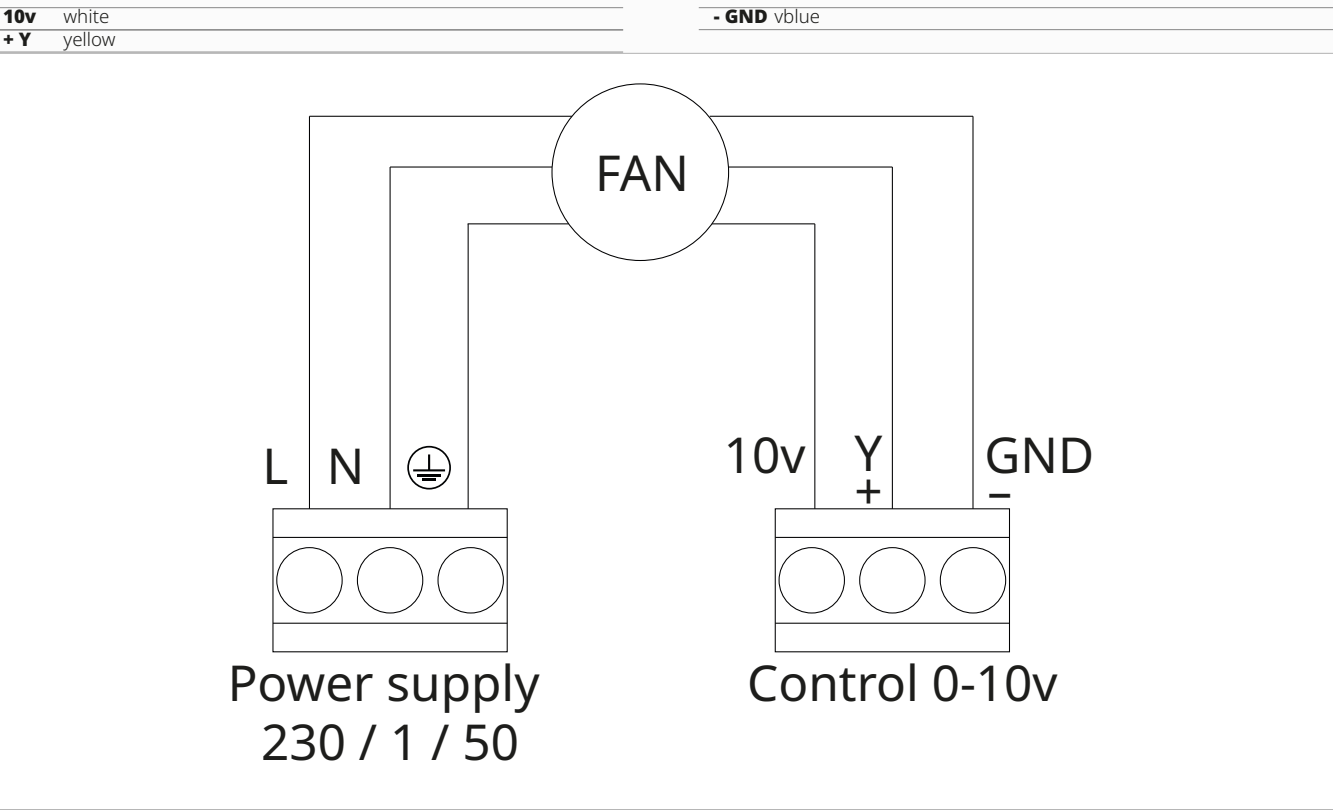 10v white
- GND vblue
+ Y yellow
FAN
L N
10v Y GND
+ –
Power supply
230 / 1 / 50
Control 0-10v